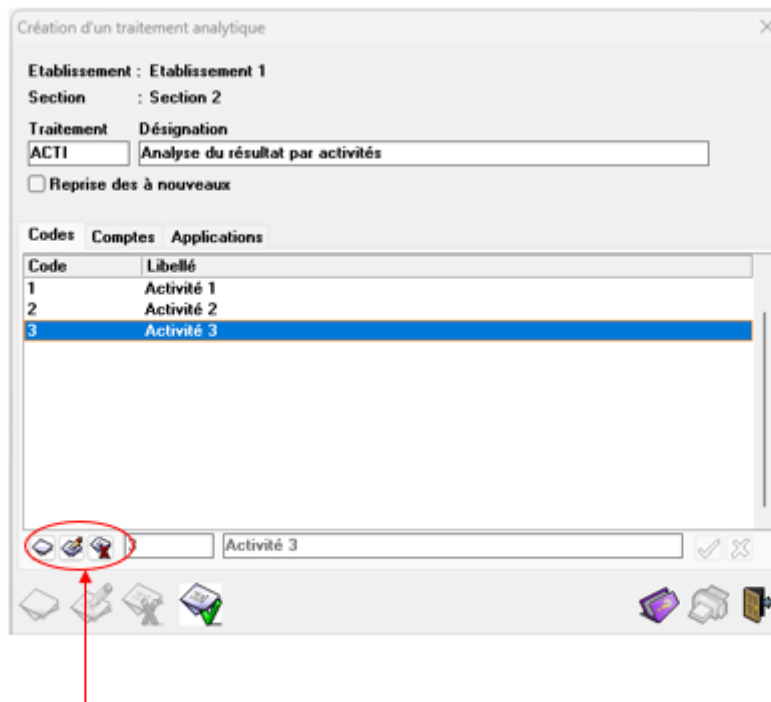 Création d'un traitement analytique
Etablissement : Etablissement 1
Section : Section 2
Traitement Désignation
ACTI Analyse du résultat par activités
Reprise des à nouveaux
Codes Comptes Applications
Code Libellé
1 Activité 1
2 Activité 2
3 Activité 3
3 Activité 3